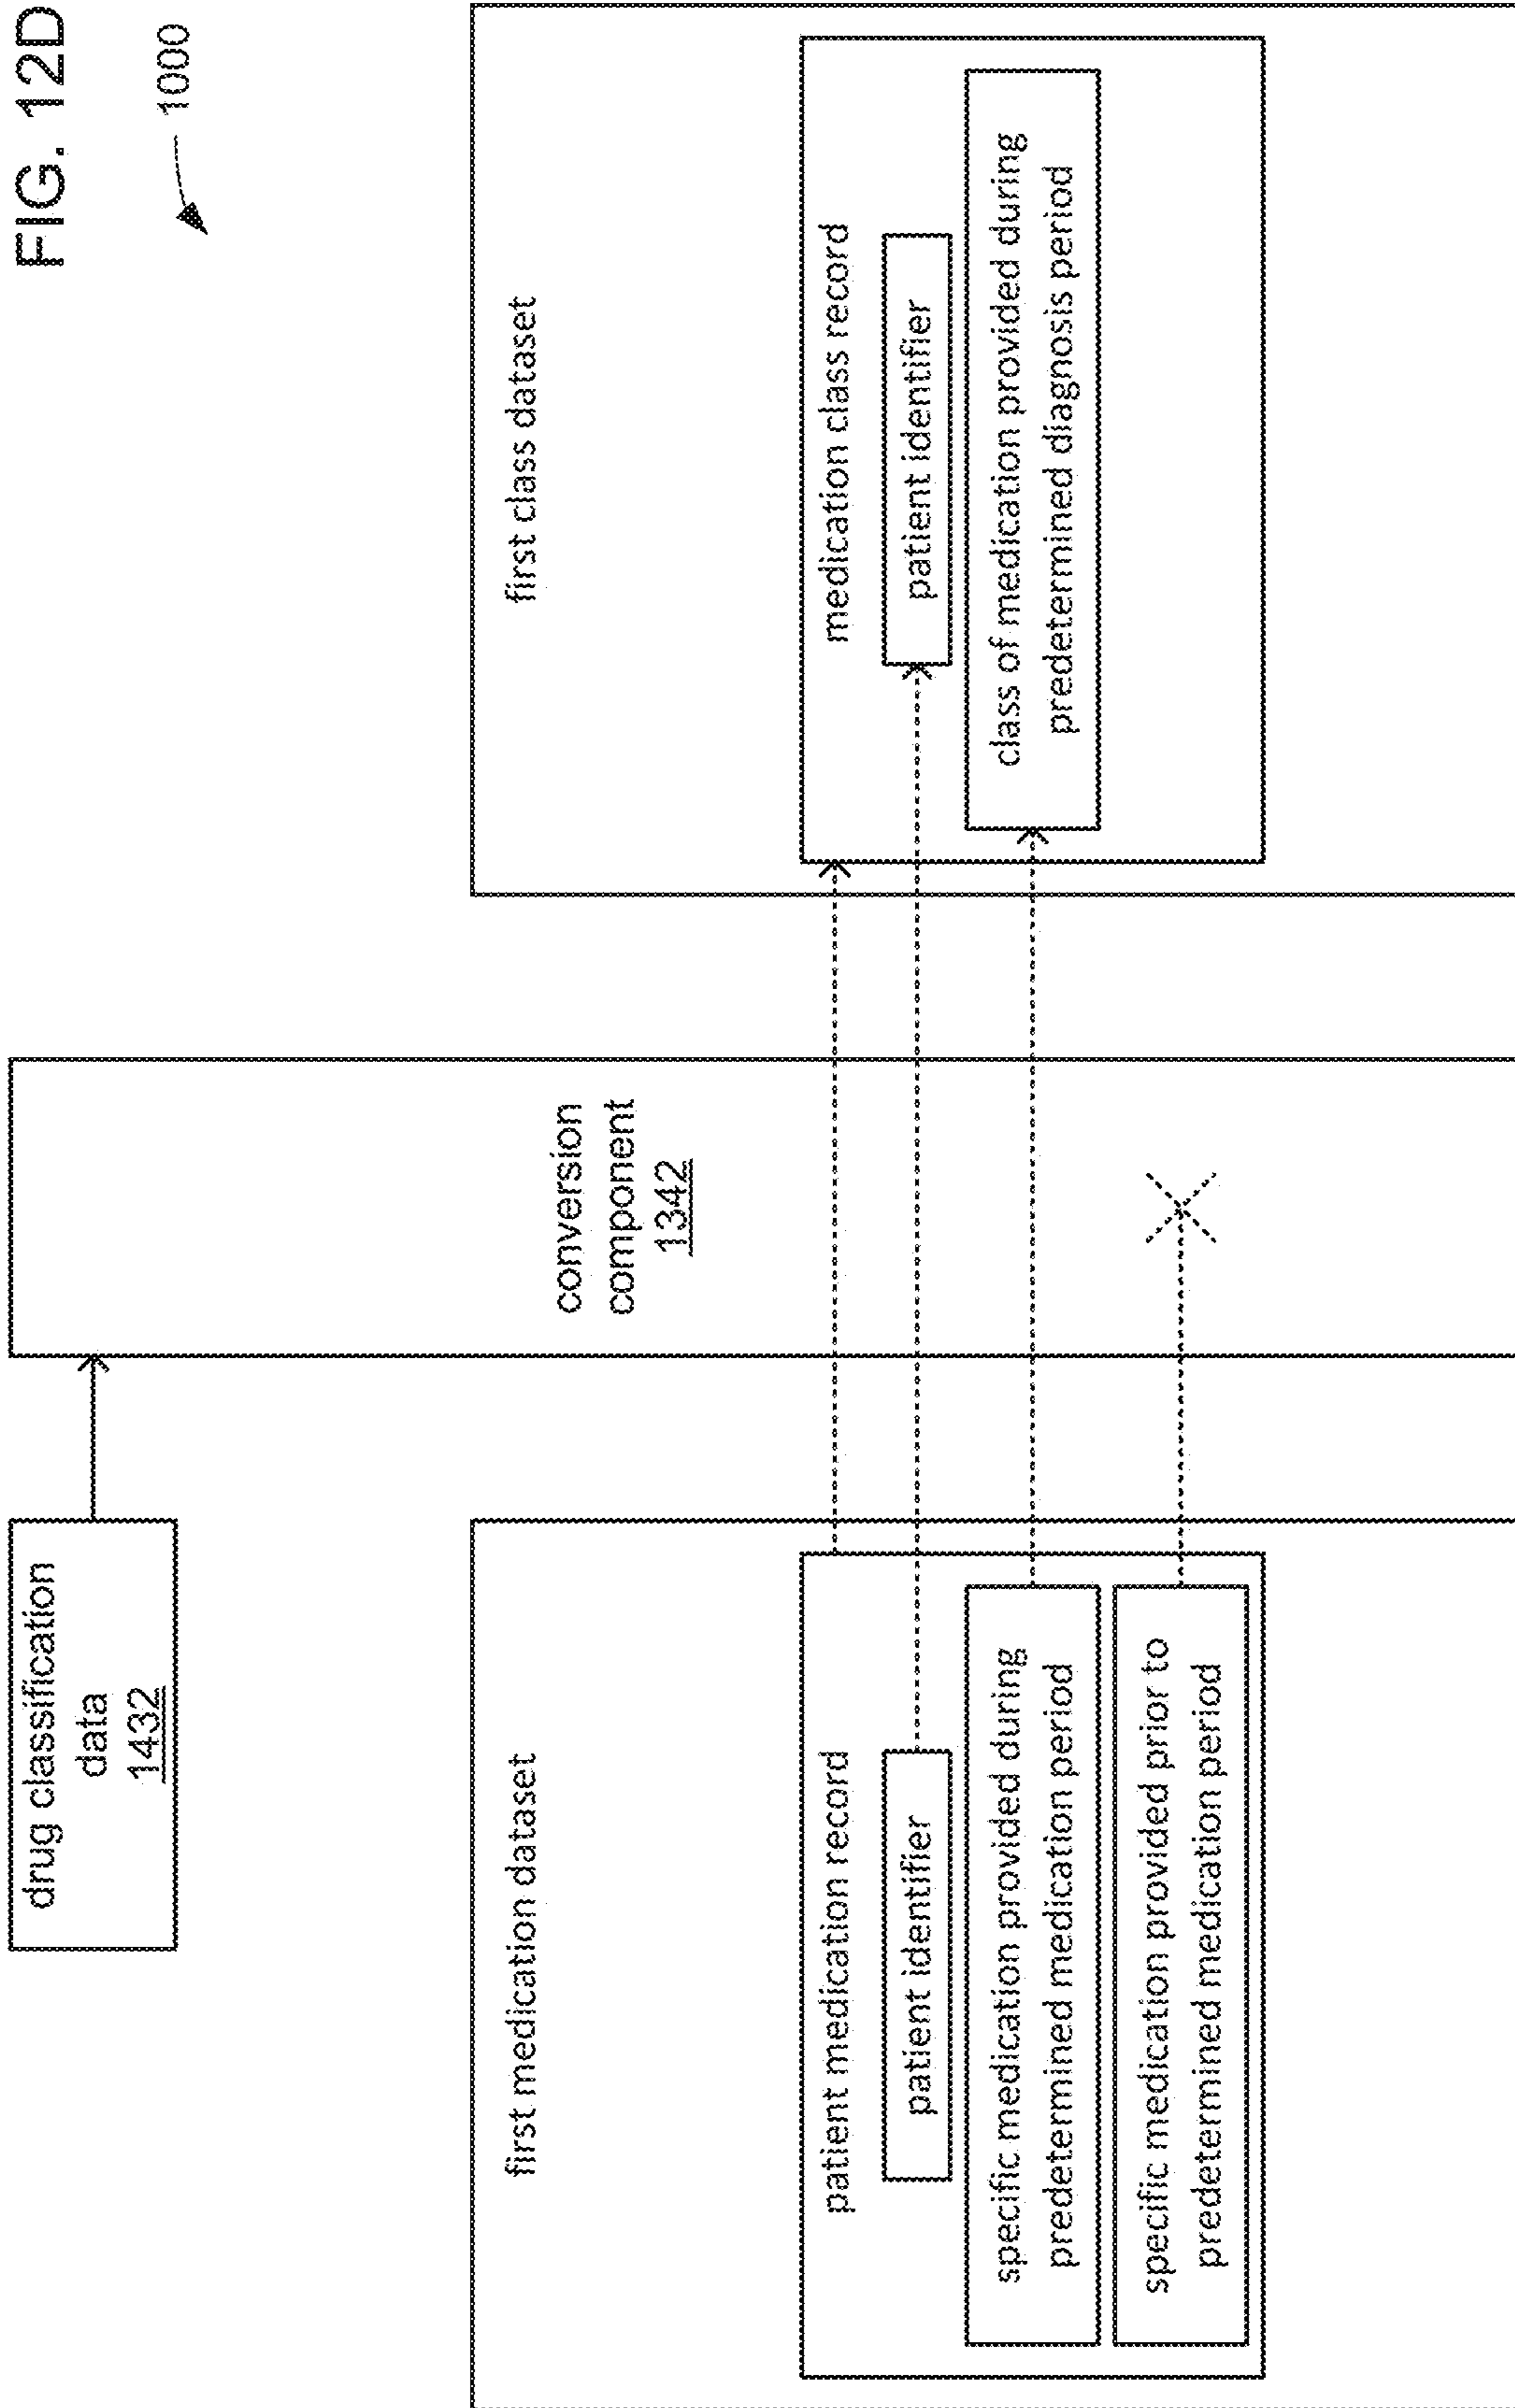 FIG. 12D
1000
drug classification
data
1432
conversion
component
1342
first medication dataset
patient medication record
patient identifier
specific medication provided during
predetermined medication period
specific medication provided prior to
predetermined medication period
first class dataset
medication class record
patient identifier
class of medication provided during
predetermined diagnosis period